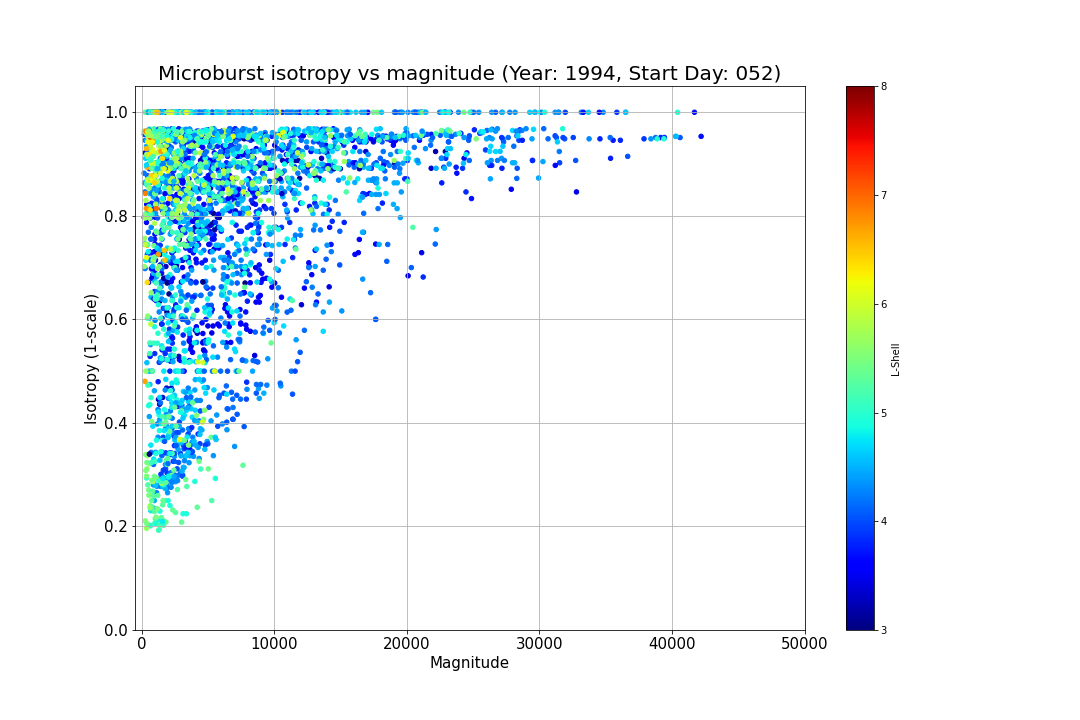 Microburst isotropy vs magnitude (Year: 1994, Start Day: 052)
1.0
0.8
0.6
0.4
0.2
0.0
Isotropy (1-scale)
0 10000 20000 30000 40000 50000
Magnitude
8
7
6
5
4
3
L-Shell